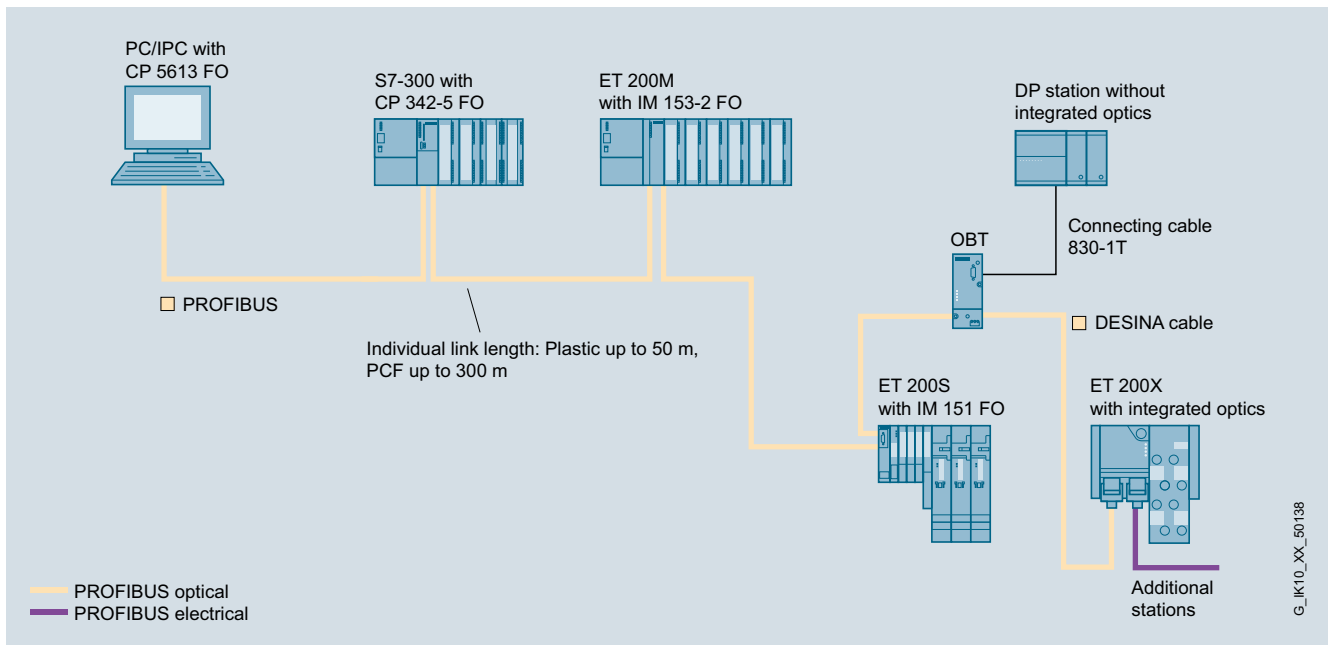 PC/IPC with
CP 5613 FO
S7-300 with
CP 342-5 FO
ET 200M
with IM 153-2 FO
DP station without
integrated optics
Connecting cable
830-1T
OBT
PROFIBUS
DESINA cable
Individual link length: Plastic up to 50 m,
PCF up to 300 m
ET 200S
with IM 151 FO
ET 200X
with integrated optics
PROFIBUS optical
PROFIBUS electrical
Additional
stations
G_IK10_XX_50138